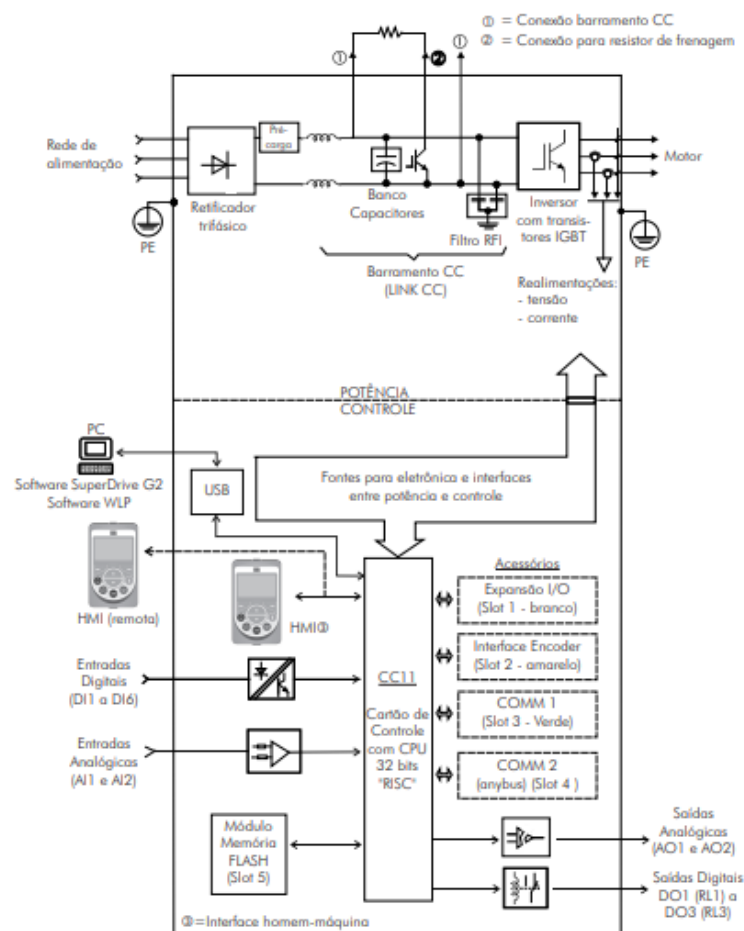 ① = Conexão barramento CC
② = Conexão para resistor de frenagem
①
②
①
Rede de
alimentação
Pré-
carga
Retificador
trifásico
PE
Banco
Capacitores
Filtro RFI
Barramento CC
(LINK CC)
Inversor
com transis-
tores IGBT
Motor
PE
Realimentações:
- tensão
- corrente
POTÊNCIA
CONTROLE
PC
Software SuperDrive G2
Software WLP
USB
Fontes para eletrônica e interfaces
entre potência e controle
HMI (remota)
HMI③
Entradas
Digitais
(DI1 a DI6)
Entradas
Analógicas
(AI1 e AI2)
Módulo
Memória
FLASH
(Slot 5)
CC11
Cartão de
Controle
com CPU
32 bits
"RISC"
Acessórios
Expansão I/O
(Slot 1 - branco)
Interface Encoder
(Slot 2 - amarelo)
COMM 1
(Slot 3 - Verde)
COMM 2
(anybus) (Slot 4 )
Saídas
Analógicas
(AO1 e AO2)
Saídas Digitais
DO1 (RL1) a
DO3 (RL3)
③=Interface homem-máquina